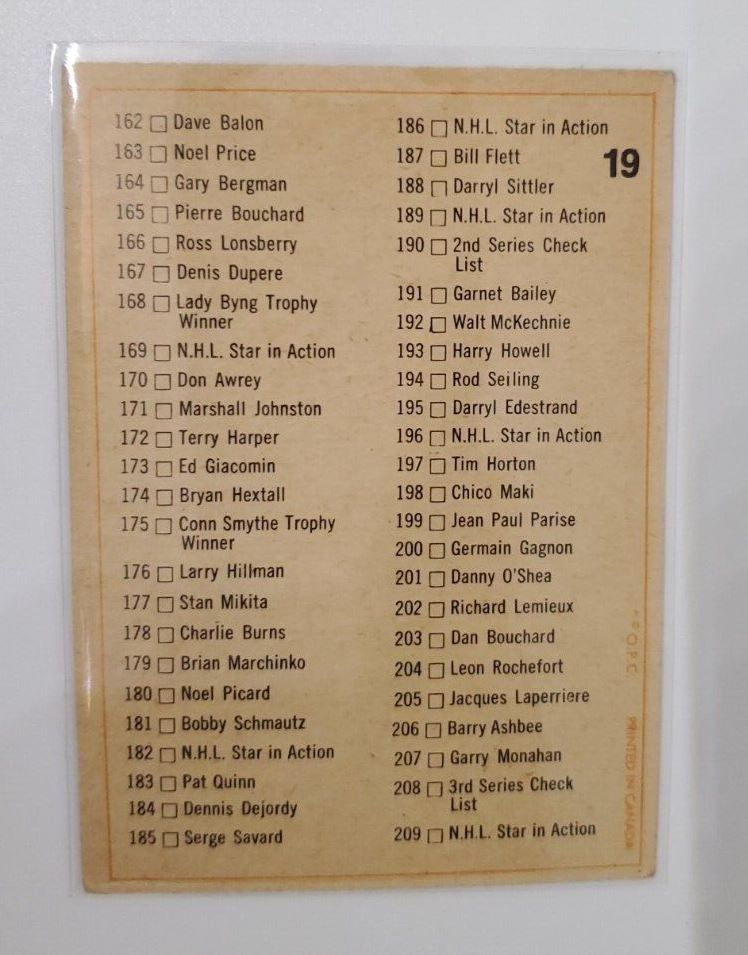 162 □ Dave Balon
163 □ Noel Price
164 □ Gary Bergman
165 □ Pierre Bouchard
166 □ Ross Lonsberry
167 □ Denis Dupere
168 □ Lady Byng Trophy
Winner
169 □ N.H.L. Star in Action
170 □ Don Awrey
171 □ Marshall Johnston
172 □ Terry Harper
173 □ Ed Giacomin
174 □ Bryan Hextall
175 □ Conn Smythe Trophy
Winner
176 □ Larry Hillman
177 □ Stan Mikita
178 □ Charlie Burns
179 □ Brian Marchinko
180 □ Noel Picard
181 □ Bobby Schmautz
182 □ N.H.L. Star in Action
183 □ Pat Quinn
184 □ Dennis Dejordy
185 □ Serge Savard
186 □ N.H.L. Star in Action
187 □ Bill Flett
19
188 □ Darryl Sittler
189 □ N.H.L. Star in Action
190 □ 2nd Series Check
List
191 □ Garnet Bailey
192 □ Walt McKechnie
193 □ Harry Howell
194 □ Rod Seiling
195 □ Darryl Edestrand
196 □ N.H.L. Star in Action
197 □ Tim Horton
198 □ Chico Maki
199 □ Jean Paul Parise
200 □ Germain Gagnon
201 □ Danny O'Shea
202 □ Richard Lemieux
203 □ Dan Bouchard
204 □ Leon Rochefort
205 □ Jacques Laperriere
206 □ Barry Ashbee
207 □ Garry Monahan
208 □ 3rd Series Check
List
209 □ N.H.L. Star in Action
* © O.P.C. PRINTED IN CANADA